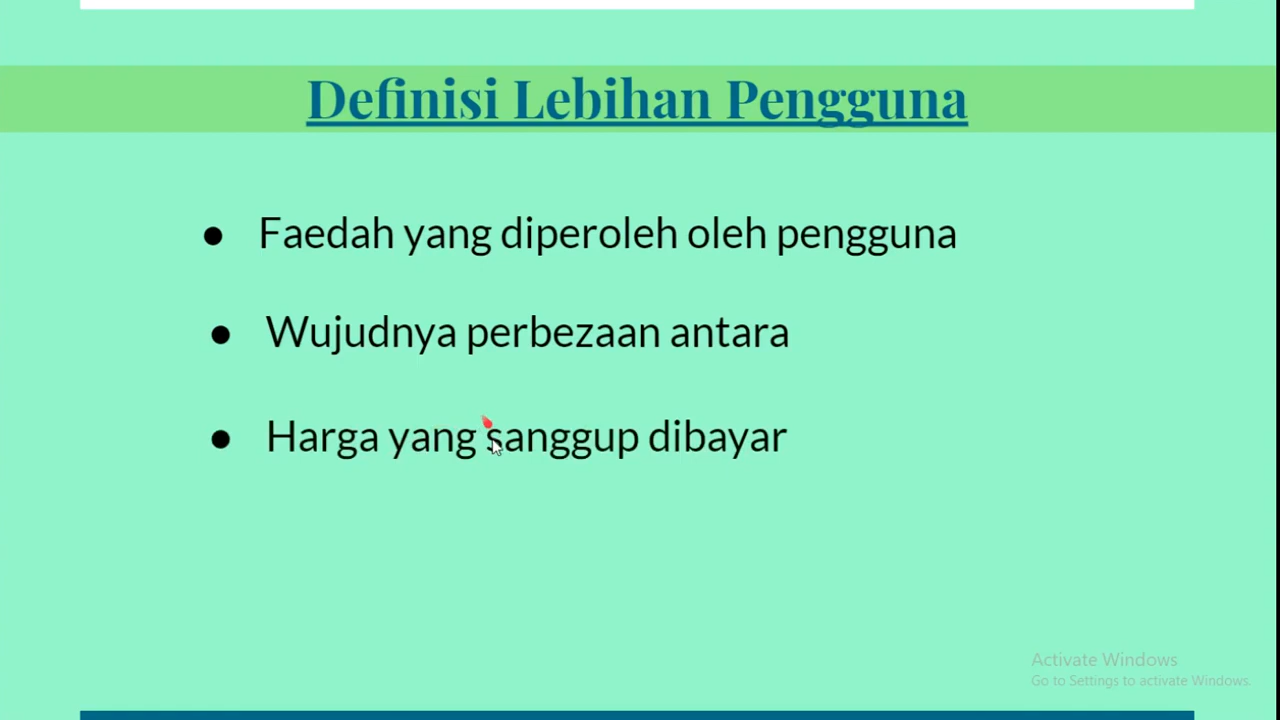 Definisi Lebihan Pengguna
● Faedah yang diperoleh oleh pengguna
● Wujudnya perbezaan antara
● Harga yang sanggup dibayar
Activate Windows
Go to Settings to activate Windows.